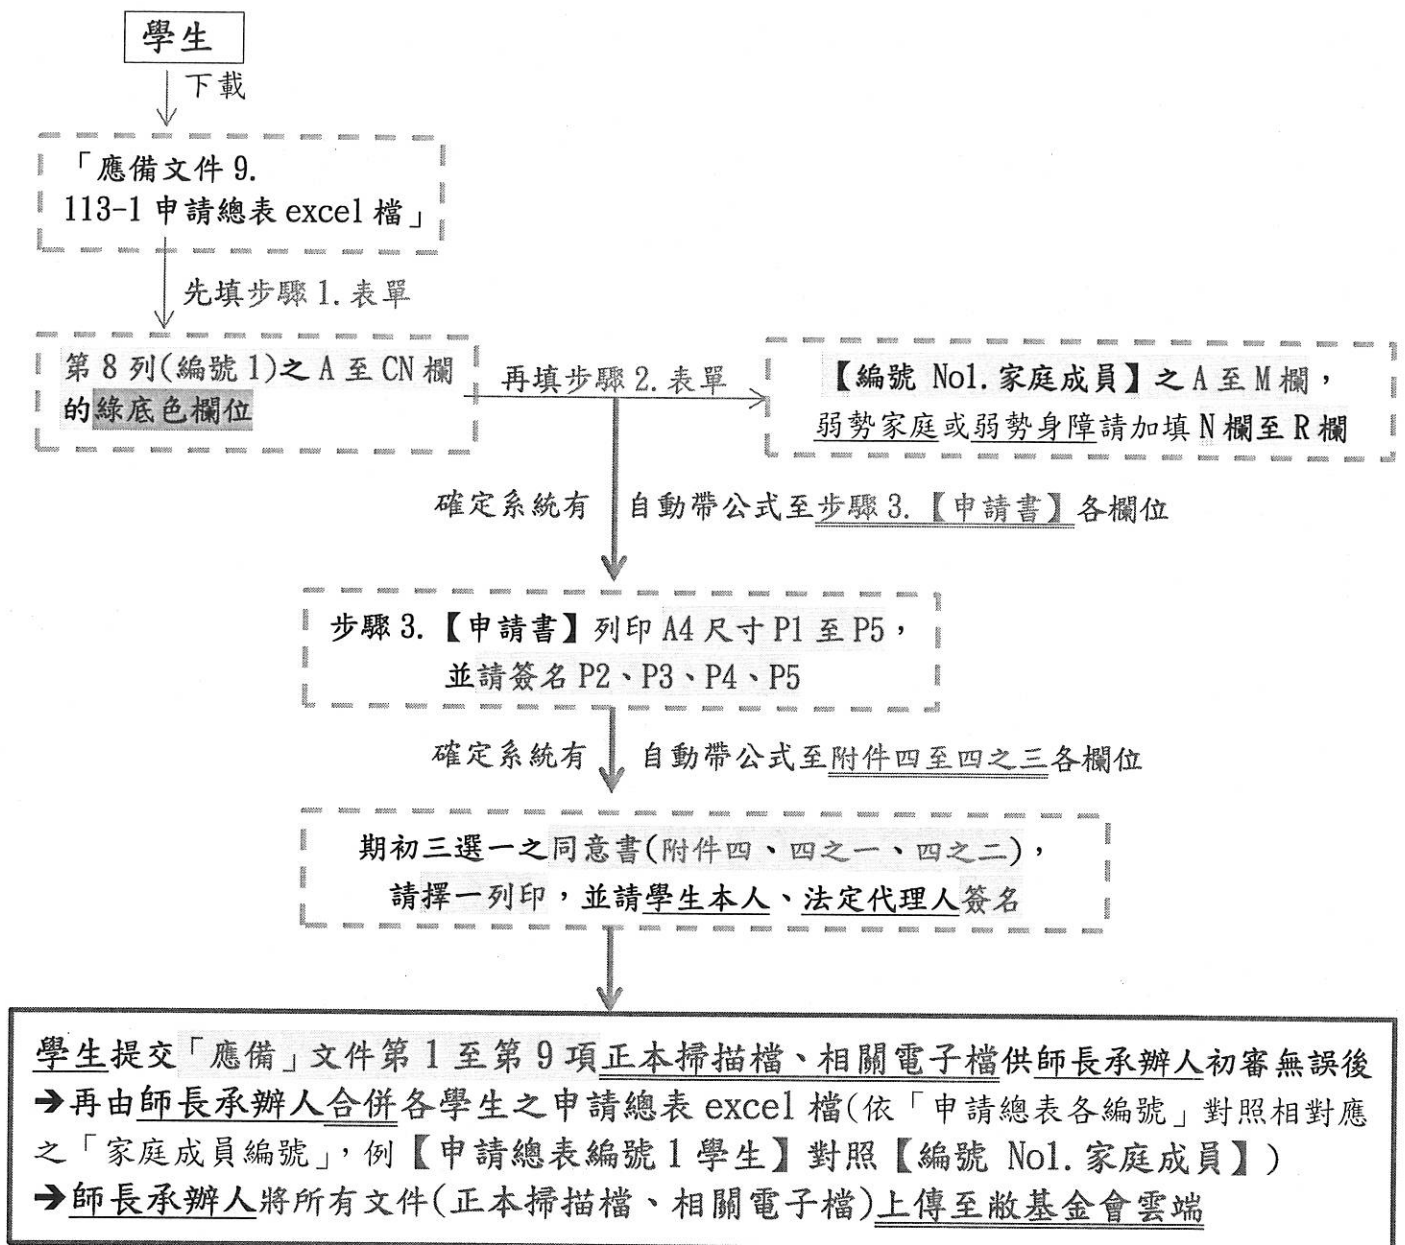 學生
下載
「應備文件 9.
113-1 申請總表 excel 檔」
先填步驟 1. 表單
第 8 列(編號 1)之 A 至 CN 欄
的綠底色欄位
再填步驟 2. 表單
【編號 No1. 家庭成員】之 A 至 M 欄，
弱勢家庭或弱勢身障請加填 N 欄至 R 欄
確定系統有 自動帶公式至步驟 3.【申請書】各欄位
步驟 3.【申請書】列印 A4 尺寸 P1 至 P5，
並請簽名 P2、P3、P4、P5
確定系統有 自動帶公式至附件四至四之三各欄位
期初三選一之同意書(附件四、四之一、四之二)，
請擇一列印，並請學生本人、法定代理人簽名
學生提交「應備」文件第 1 至第 9 項正本掃描檔、相關電子檔供師長承辦人初審無誤後
➔再由師長承辦人合併各學生之申請總表 excel 檔(依「申請總表各編號」對照相對應
之「家庭成員編號」，例【申請總表編號 1 學生】對照【編號 No1. 家庭成員】)
➔師長承辦人將所有文件(正本掃描檔、相關電子檔)上傳至敝基金會雲端